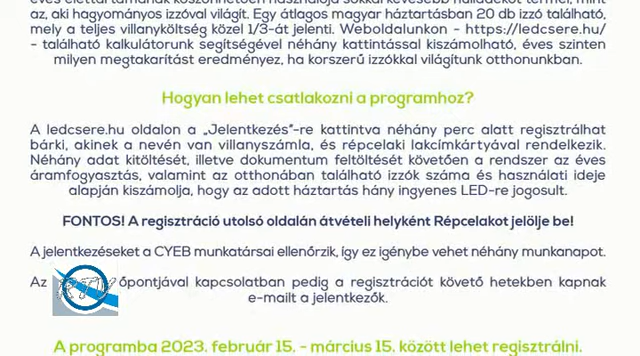 az, aki hagyományos izzóval világít. Egy átlagos magyar háztartásban 20 db izzó található,
mely a teljes villanyköltség közel 1/3-át jelenti. Weboldalunkon - https://ledcsere.hu/
- található kalkulátorunk segítségével néhány kattintással kiszámolható, éves szinten
milyen megtakarítást eredményez, ha korszerű izzókkal világítunk otthonunkban.
Hogyan lehet csatlakozni a programhoz?
A ledcsere.hu oldalon a „Jelentkezés”-re kattintva néhány perc alatt regisztrálhat
bárki, akinek a nevén van villanyszámla, és répcelaki lakcímkártyával rendelkezik.
Néhány adat kitöltését, illetve dokumentum feltöltését követően a rendszer az éves
áramfogyasztás, valamint az otthonában található izzók száma és használati ideje
alapján kiszámolja, hogy az adott háztartás hány ingyenes LED-re jogosult.
FONTOS! A regisztráció utolsó oldalán átvételi helyként Répcelakot jelölje be!
A jelentkezéseket a CYEB munkatársai ellenőrzik, így ez igénybe vehet néhány munkanapot.
Az őpontjával kapcsolatban pedig a regisztrációt követő hetekben kapnak
e-mailt a jelentkezők.
A programba 2023. február 15. - március 15. között lehet regisztrálni.